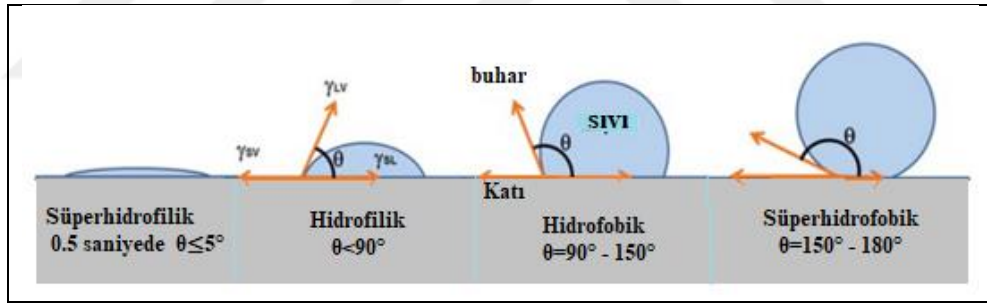 buhar
γLV
θ
γSV
γSL
θ
SIVI
θ
Katı
Süperhidrofilik
0.5 saniyede θ≤5°
Hidrofilik
θ<90°
Hidrofobik
θ=90° - 150°
Süperhidrofobik
θ=150° - 180°